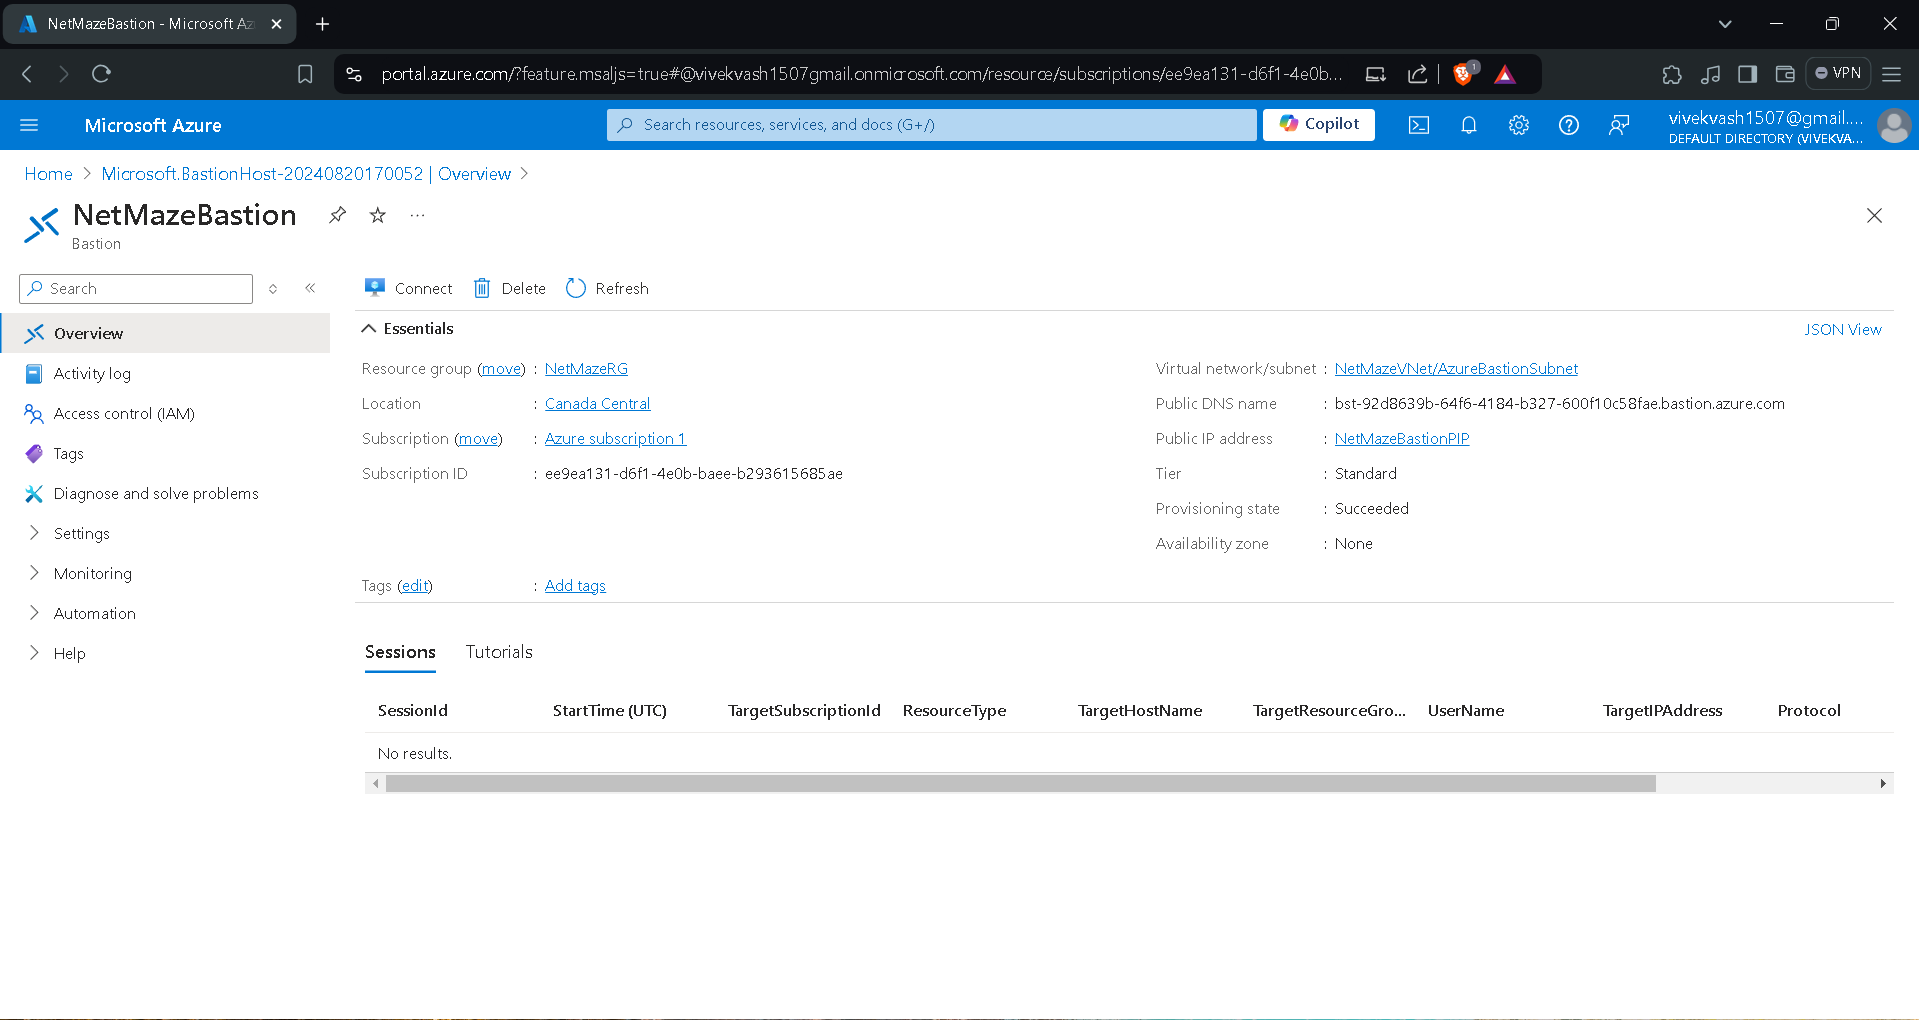 NetMazeBastion - Microsoft Az
portal.azure.com/?feature.msaljs=true#@vivekvash1507gmail.onmicrosoft.com/resource/subscriptions/ee9ea131-d6f1-4e0b...
1
VPN
Microsoft Azure
Search resources, services, and docs (G+/)
Copilot
vivekvash1507@gmail....
DEFAULT DIRECTORY (VIVEKVA...
Home > Microsoft.BastionHost-20240820170052 | Overview >
NetMazeBastion
...
Bastion
Search
Connect Delete Refresh
Overview
Activity log
Access control (IAM)
Tags
Diagnose and solve problems
Settings
Monitoring
Automation
Help
Essentials
JSON View
Resource group (move) : NetMazeRG
Location : Canada Central
Subscription (move) : Azure subscription 1
Subscription ID : ee9ea131-d6f1-4e0b-baee-b293615685ae
Virtual network/subnet : NetMazeVNet/AzureBastionSubnet
Public DNS name : bst-92d8639b-64f6-4184-b327-600f10c58fae.bastion.azure.com
Public IP address : NetMazeBastionPIP
Tier : Standard
Provisioning state : Succeeded
Availability zone : None
Tags (edit) : Add tags
Sessions Tutorials
SessionId StartTime (UTC) TargetSubscriptionId ResourceType TargetHostName TargetResourceGro... UserName TargetIPAddress Protocol
No results.